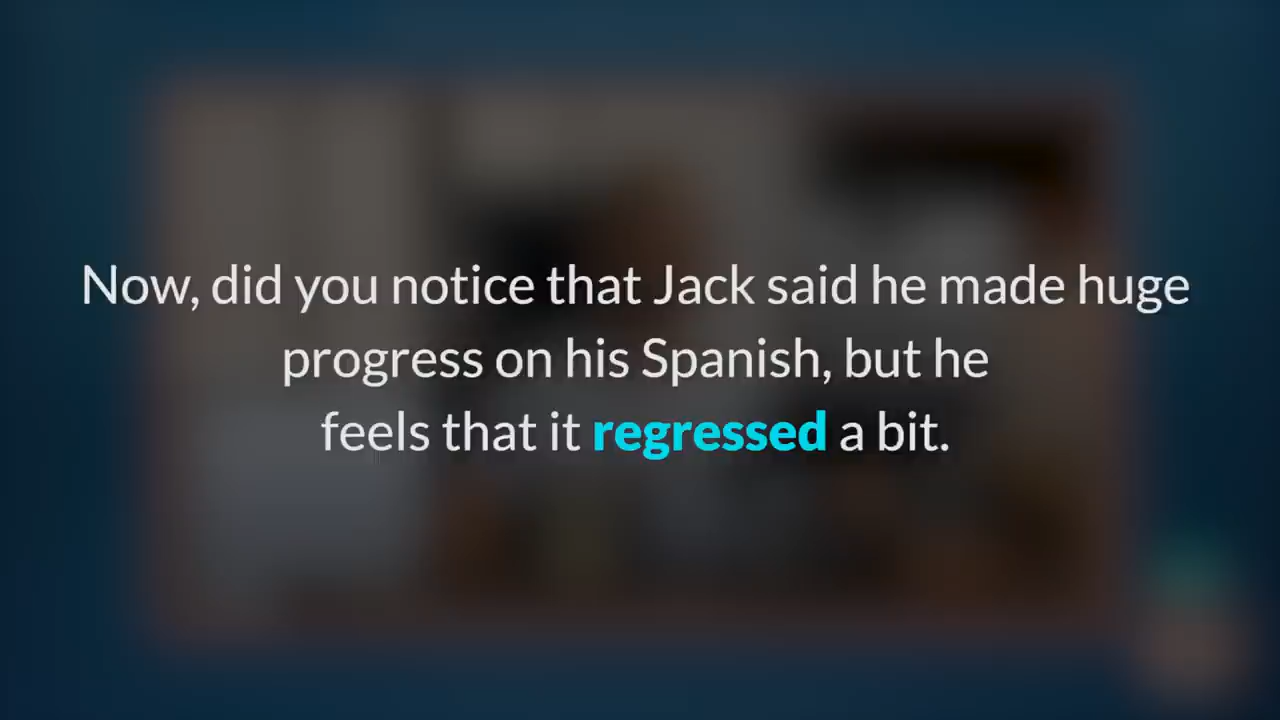 Now, did you notice that Jack said he made huge
progress on his Spanish, but he
feels that it regressed a bit.